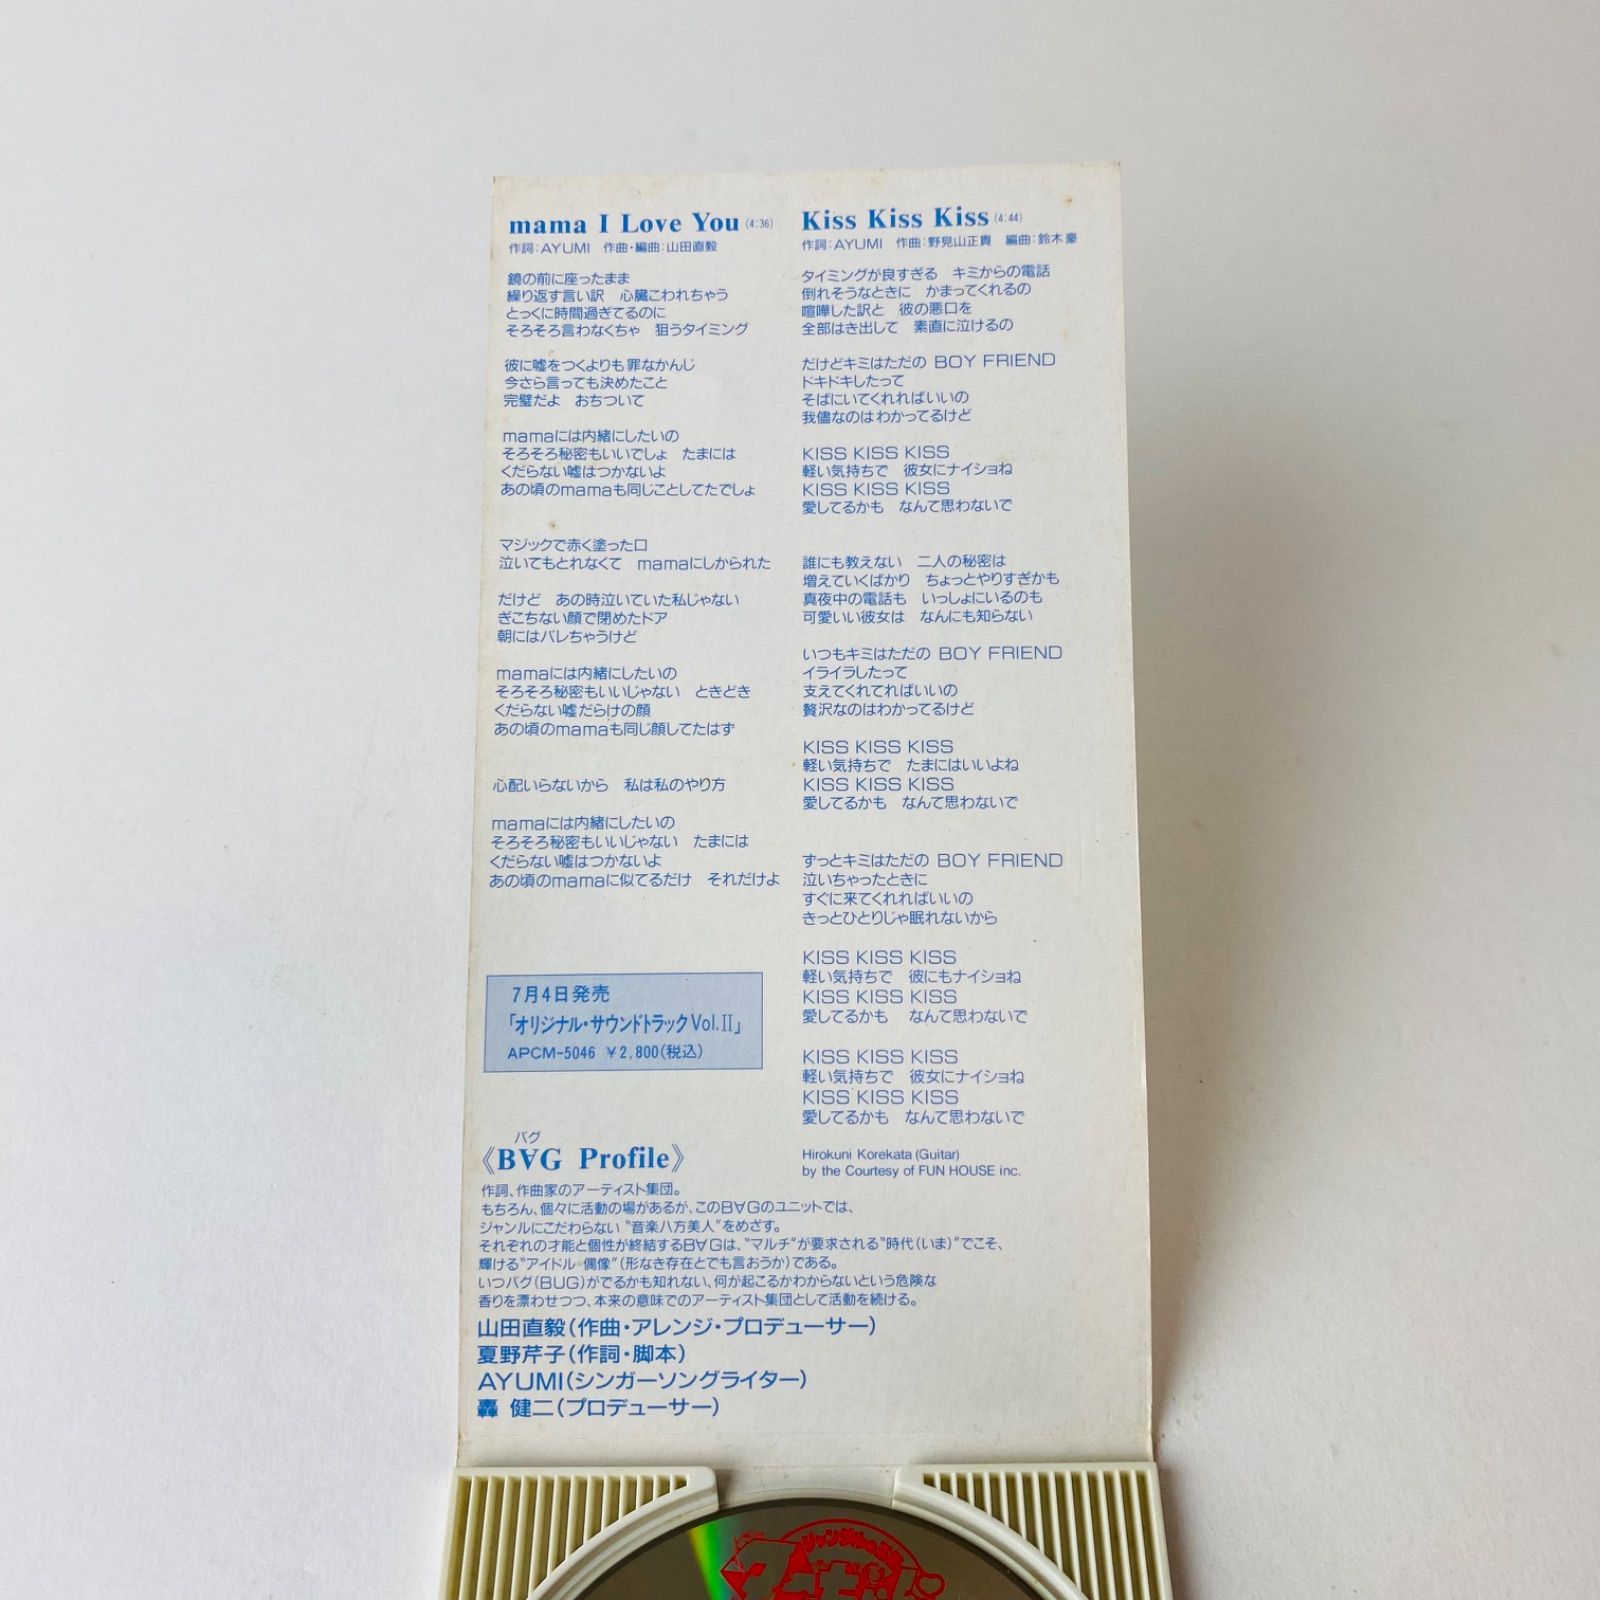 mama I Love You (4:36)
作詞：AYUMI　作曲・編曲：山田直毅
鏡の前に座ったまま
繰り返す言い訳　心臓こわれちゃう
とっくに時間過ぎてるのに
そろそろ言わなくちゃ　狙うタイミング
彼に嘘をつくよりも罪なかんじ
今さら言っても決めたこと
完璧だよ　おちついて
mamaには内緒にしたいの
そろそろ秘密もいいでしょ　たまには
くだらない嘘はつかないよ
あの頃のmamaも同じことしてたでしょ
マジックで赤く塗った口
泣いてもとれなくて　mamaにしかられた
だけど　あの時泣いていた私じゃない
ぎこちない顔で閉めたドア
朝にはバレちゃうけど
mamaには内緒にしたいの
そろそろ秘密もいいじゃない　ときどき
くだらない嘘だらけの顔
あの頃のmamaも同じ顔してたはず
心配いらないから　私は私のやり方
mamaには内緒にしたいの
そろそろ秘密もいいじゃない　たまには
くだらない嘘はつかないよ
あの頃のmamaに似てるだけ　それだけよ
7月4日発売
「オリジナル・サウンドトラックVol.II」
APCM-5046 ￥2,800(税込)
Kiss Kiss Kiss (4:44)
作詞：AYUMI　作曲：野見山正貴　編曲：鈴木豪
タイミングが良すぎる　キミからの電話
倒れそうなときに　かまってくれるの
喧嘩した訳と　彼の悪口を
全部はき出して　素直に泣けるの
だけどキミはただの BOY FRIEND
ドキドキしたって
そばにいてくれればいいの
我儘なのはわかってるけど
KISS KISS KISS
軽い気持ちで　彼女にナイショね
KISS KISS KISS
愛してるかも　なんて思わないで
誰にも教えない　二人の秘密は
増えていくばかり　ちょっとやりすぎかも
真夜中の電話も　いっしょにいるのも
可愛いい彼女は　なんにも知らない
いつもキミはただの BOY FRIEND
イライラしたって
支えてくれてればいいの
贅沢なのはわかってるけど
KISS KISS KISS
軽い気持ちで　たまにはいいよね
KISS KISS KISS
愛してるかも　なんて思わないで
ずっとキミはただの BOY FRIEND
泣いちゃったときに
すぐに来てくれればいいの
きっとひとりじゃ眠れないから
KISS KISS KISS
軽い気持ちで　彼にもナイショね
KISS KISS KISS
愛してるかも　なんて思わないで
KISS KISS KISS
軽い気持ちで　彼女にナイショね
KISS KISS KISS
愛してるかも　なんて思わないで
Hirokuni Korekata (Guitar)
by the Courtesy of FUN HOUSE inc.
バグ
《B∀G Profile》
作詞、作曲家のアーティスト集団。
もちろん、個々に活動の場があるが、このB∀Gのユニットでは、
ジャンルにこだわらない“音楽八方美人”をめざす。
それぞれの才能と個性が終結するB∀Gは、“マルチ”が要求される“時代（いま）”でこそ、
輝ける“アイドル＝偶像”（形なき存在とでも言おうか）である。
いつバグ（BUG）がでるかも知れない、何が起こるかわからないという危険な
香りを漂わせつつ、本来の意味でのアーティスト集団として活動を続ける。
山田直毅（作曲・アレンジ・プロデューサー）
夏野芹子（作詞・脚本）
AYUMI（シンガーソングライター）
轟 健二（プロデューサー）
ジャングルの王者
ターちゃん♡